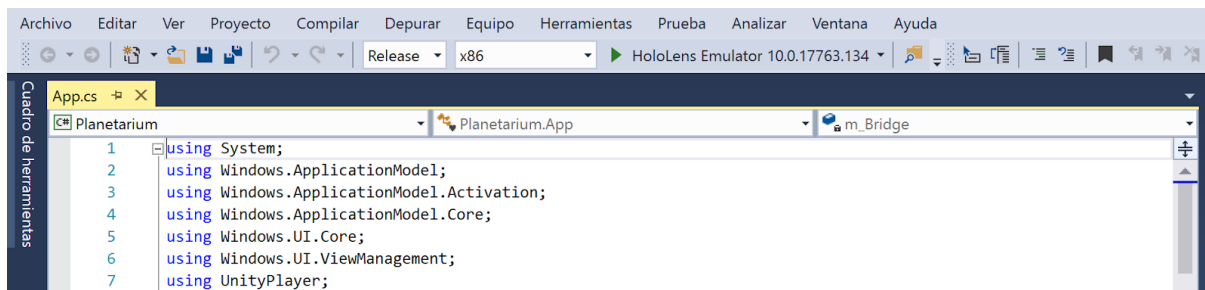 Archivo Editar Ver Proyecto Compilar Depurar Equipo Herramientas Prueba Analizar Ventana Ayuda
Release x86 HoloLens Emulator 10.0.17763.134
Cuadro de herramientas
App.cs
C# Planetarium Planetarium.App m_Bridge
1 using System;
2 using Windows.ApplicationModel;
3 using Windows.ApplicationModel.Activation;
4 using Windows.ApplicationModel.Core;
5 using Windows.UI.Core;
6 using Windows.UI.ViewManagement;
7 using UnityPlayer;